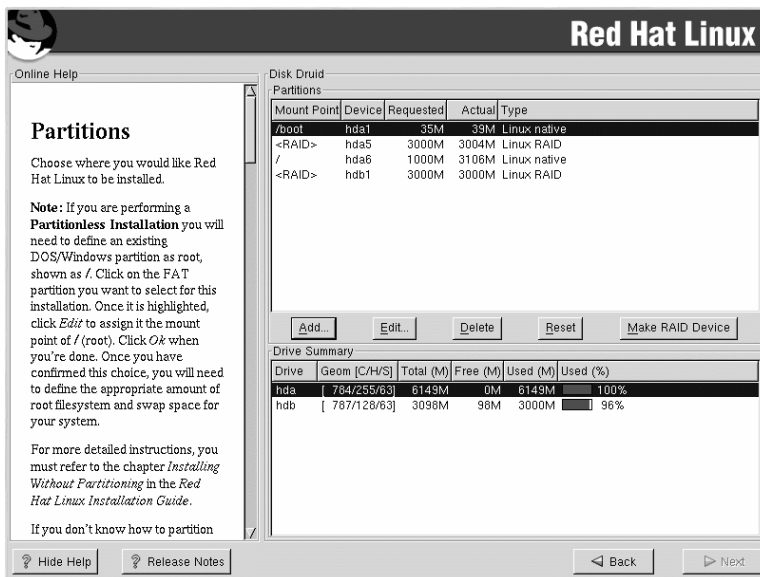 Red Hat Linux
Online Help
Partitions
Choose where you would like Red
Hat Linux to be installed.
Note: If you are performing a
Partitionless Installation you will
need to define an existing
DOS/Windows partition as root,
shown as /. Click on the FAT
partition you want to select for this
installation. Once it is highlighted,
click Edit to assign it the mount
point of / (root). Click Ok when
you're done. Once you have
confirmed this choice, you will need
to define the appropriate amount of
root filesystem and swap space for
your system.
For more detailed instructions, you
must refer to the chapter Installing
Without Partitioning in the Red
Hat Linux Installation Guide.
If you don't know how to partition
Disk Druid
Partitions
Mount Point Device Requested Actual Type
/boot hda1 35M 39M Linux native
<RAID> hda5 3000M 3004M Linux RAID
/ hda6 1000M 3106M Linux native
<RAID> hdb1 3000M 3000M Linux RAID
Add... Edit... Delete Reset Make RAID Device
Drive Summary
Drive Geom [C/H/S] Total (M) Free (M) Used (M) Used (%)
hda [ 784/255/63] 6149M 0M 6149M 100%
hdb [ 787/128/63] 3098M 98M 3000M 96%
? Hide Help ? Release Notes Back Next